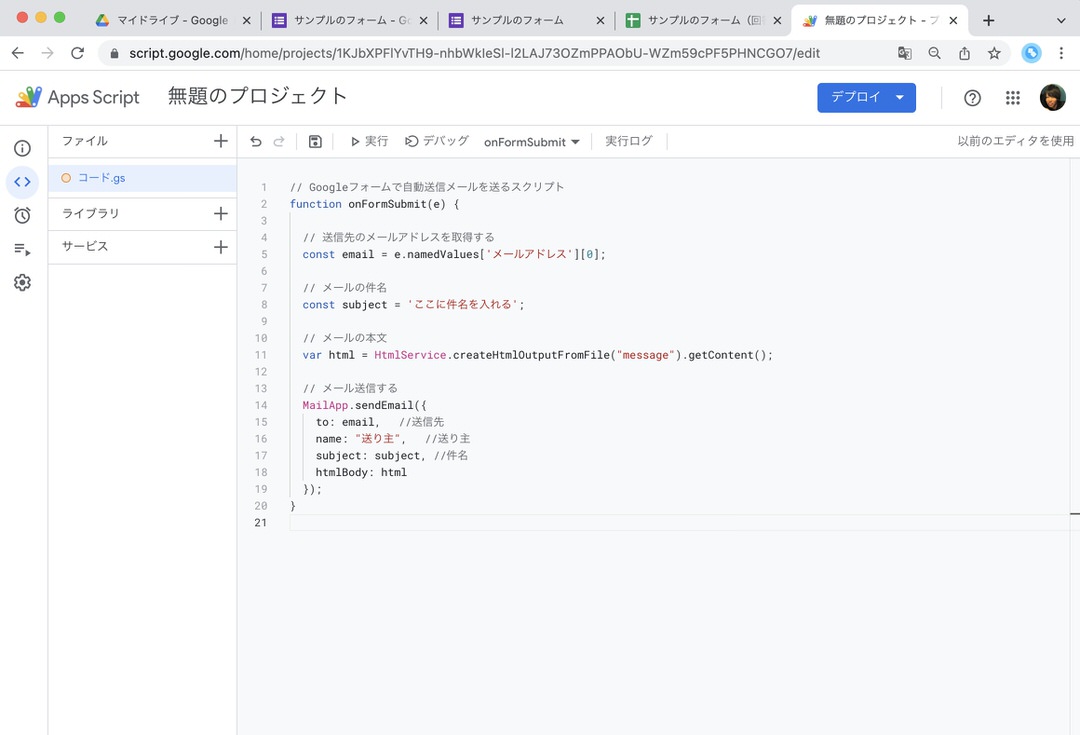 マイドライブ - Google
サンプルのフォーム - Go
サンプルのフォーム
サンプルのフォーム（回
無題のプロジェクト - プ
script.google.com/home/projects/1KJbXPFlYvTH9-nhbWkIeSl-l2LAJ73OZmPPAObU-WZm59cPF5PHNCGO7/edit
Apps Script
無題のプロジェクト
デプロイ
ファイル
実行
デバッグ
onFormSubmit
実行ログ
以前のエディタを使用
コード.gs
ライブラリ
サービス
1 // Googleフォームで自動送信メールを送るスクリプト
2 function onFormSubmit(e) {
3
4 // 送信先のメールアドレスを取得する
5 const email = e.namedValues['メールアドレス'][0];
6
7 // メールの件名
8 const subject = 'ここに件名を入れる';
9
10 // メールの本文
11 var html = HtmlService.createHtmlOutputFromFile("message").getContent();
12
13 // メール送信する
14 MailApp.sendEmail({
15 to: email, //送信先
16 name: "送り主", //送り主
17 subject: subject, //件名
18 htmlBody: html
19 });
20 }
21